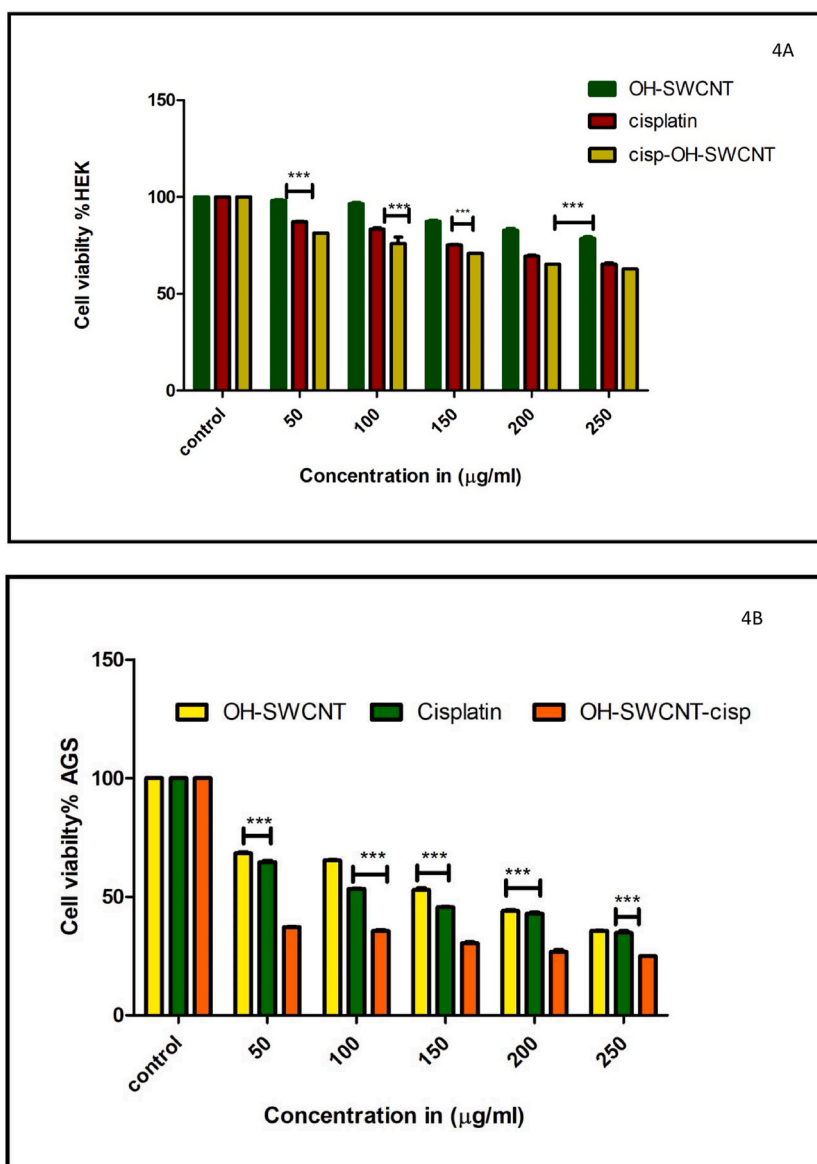 4A
OH-SWCNT
cisplatin
cisp-OH-SWCNT
Cell viabilty %HEK
150
100
50
0
*** *** *** ***
control 50 100 150 200 250
Concentration in (μg/ml)
4B
OH-SWCNT Cisplatin OH-SWCNT-cisp
Cell viabilty% AGS
150
100
50
0
*** *** *** *** ***
control 50 100 150 200 250
Concentration in (μg/ml)